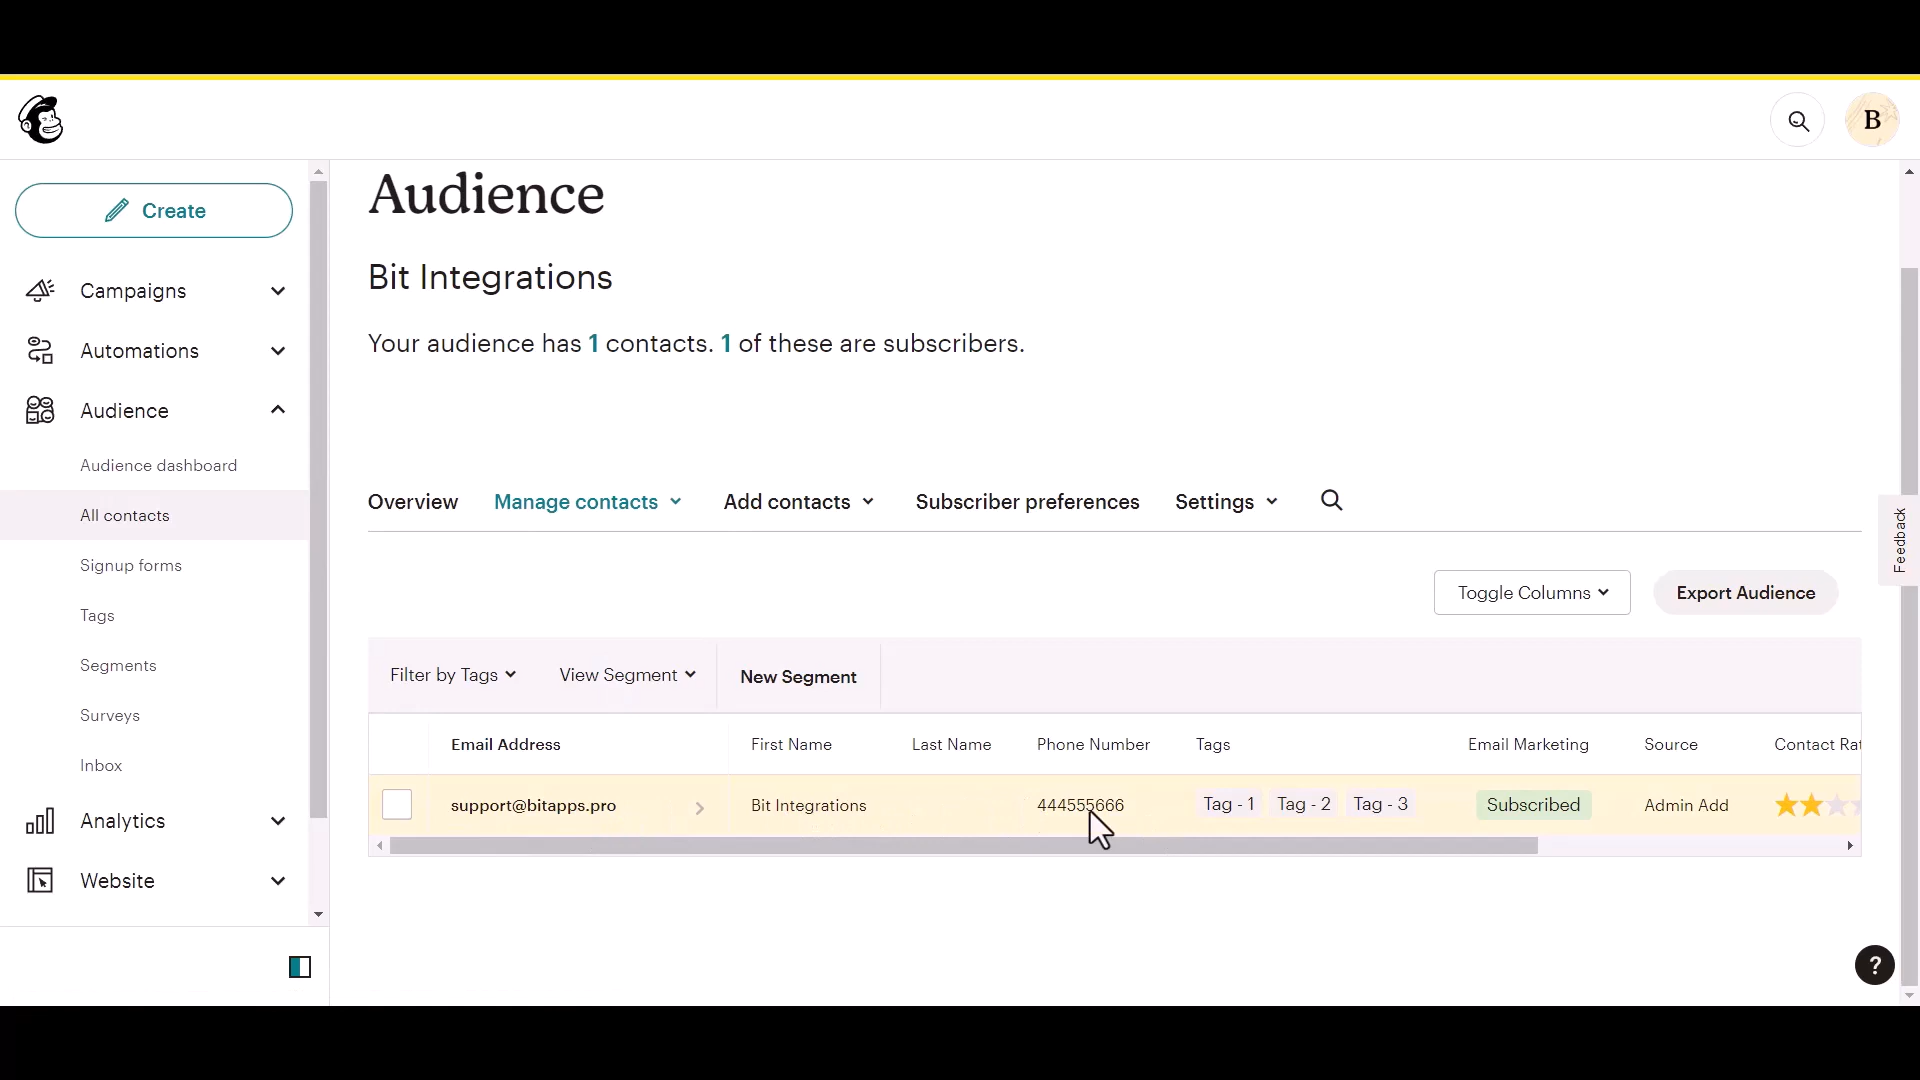 B
Create
Campaigns
Automations
Audience
Audience dashboard
All contacts
Signup forms
Tags
Segments
Surveys
Inbox
Analytics
Website
Audience
Bit Integrations
Your audience has 1 contacts. 1 of these are subscribers.
Overview Manage contacts Add contacts Subscriber preferences Settings
Toggle Columns Export Audience
Filter by Tags View Segment New Segment
Email Address First Name Last Name Phone Number Tags Email Marketing Source Contact Rat
support@bitapps.pro Bit Integrations 444555666 Tag - 1 Tag - 2 Tag - 3 Subscribed Admin Add
Feedback
?